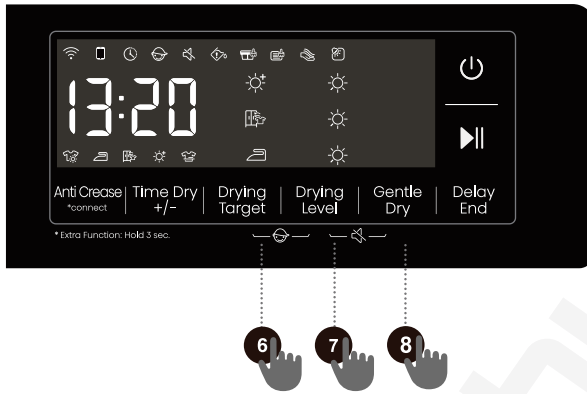 13:20
Anti Crease
*connect
Time Dry
+/-
Drying
Target
Drying
Level
Gentle
Dry
Delay
End
* Extra Function: Hold 3 sec.
6
7
8